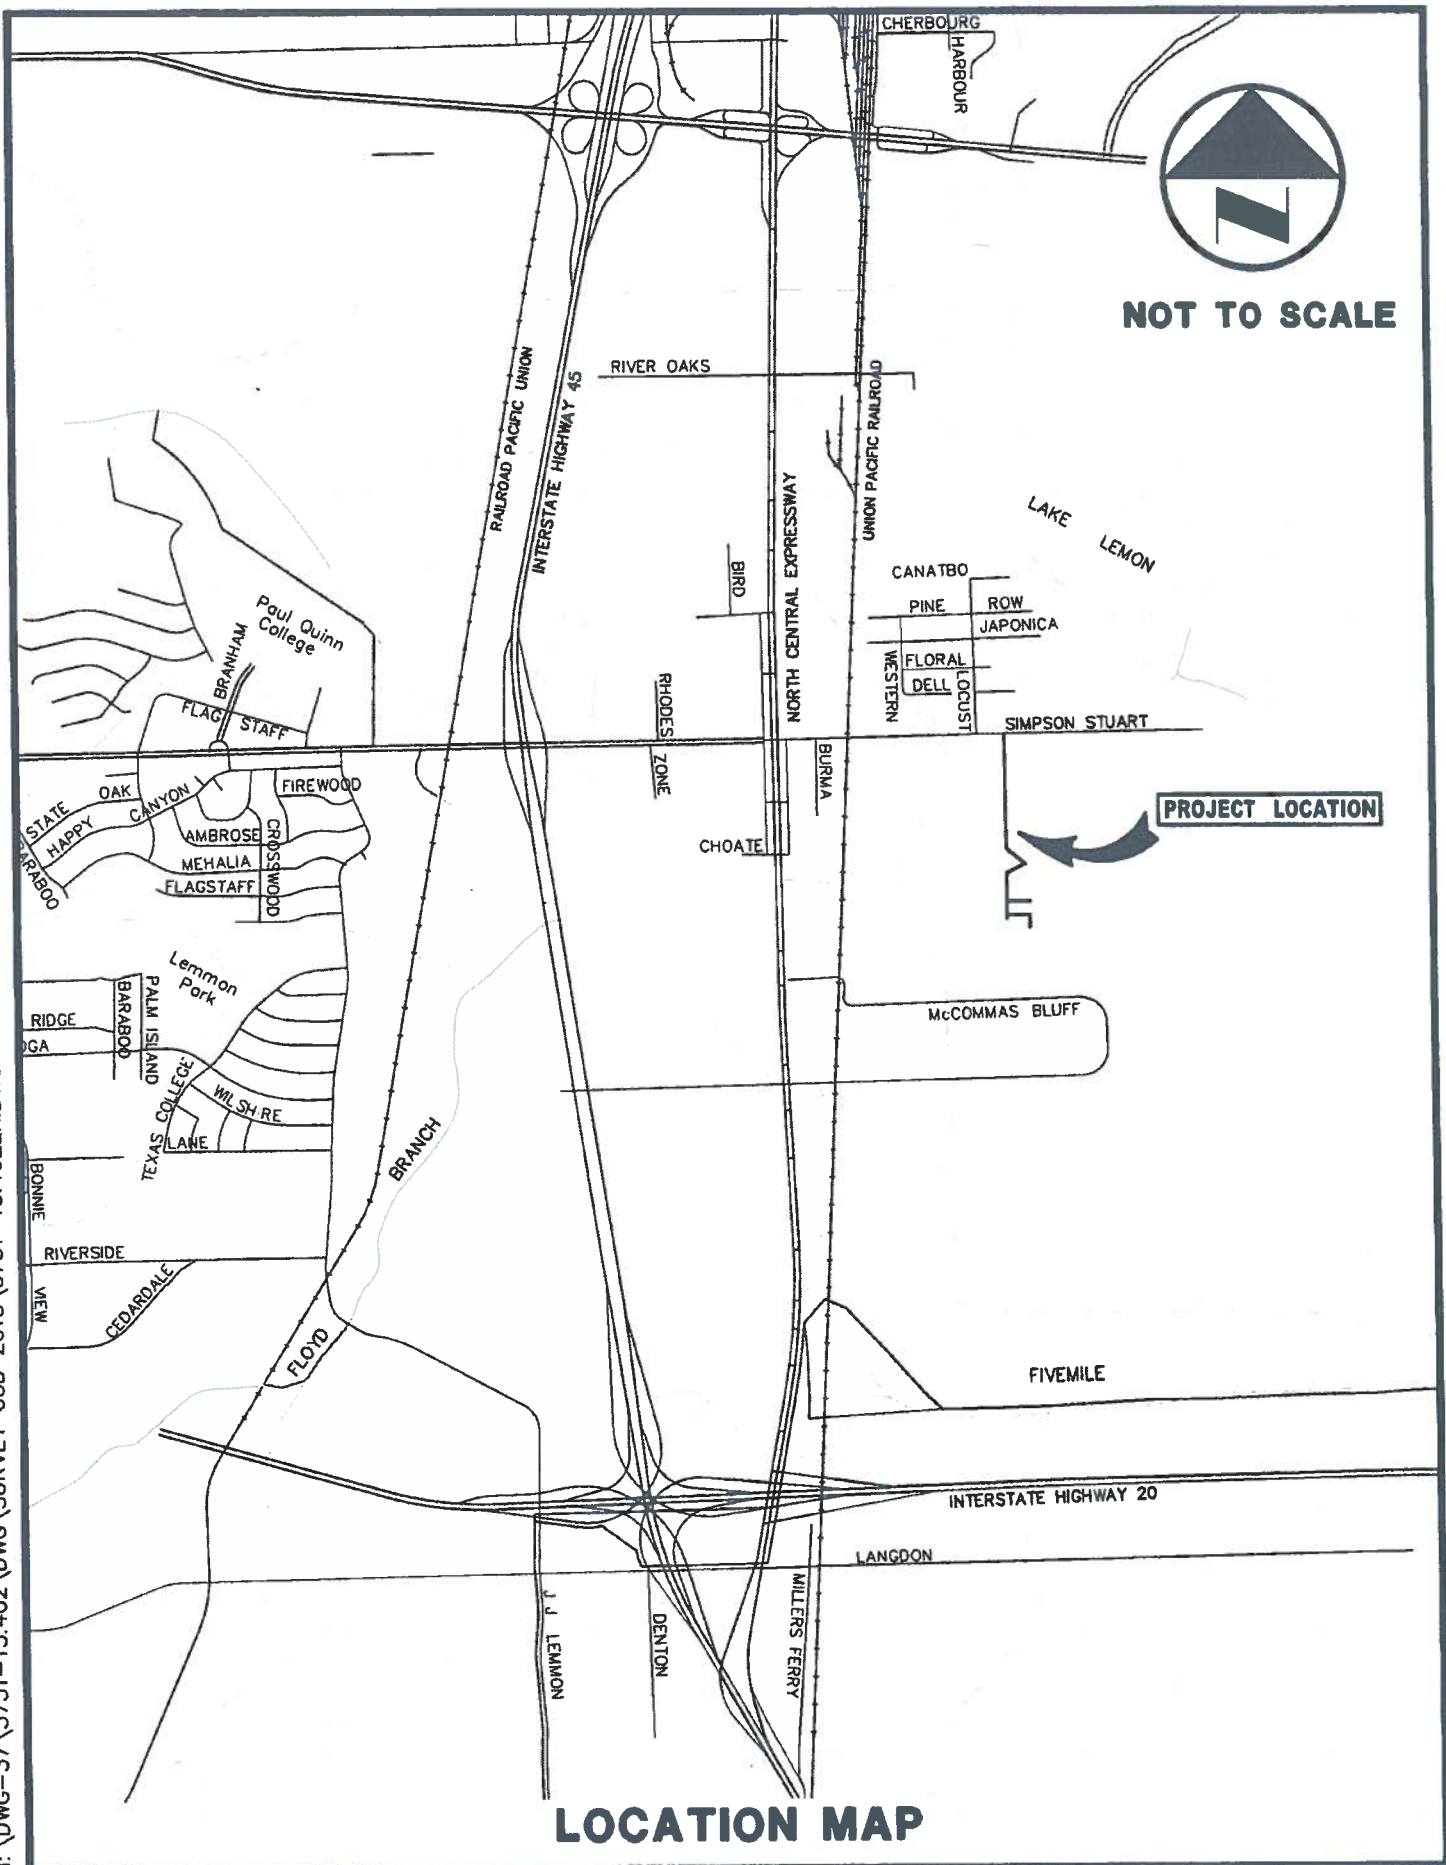 CHERBOURG
HARBOUR
N
NOT TO SCALE
RIVER OAKS
RAILROAD PACIFIC UNION
INTERSTATE HIGHWAY 45
NORTH CENTRAL EXPRESSWAY
UNION PACIFIC RAILROAD
LAKE LEMON
BIRD
CANATBO
PINE ROW
JAPONICA
FLORAL
DELL
WESTERN
LOCUST
SIMPSON STUART
Paul Quinn
College
BRANHAM
FLAG STAFF
RHODES
ZONE
BURMA
PROJECT LOCATION
CHOATE
FIREWOOD
OAK
STATE
HAPPY CANYON
AMBROSE
CROSSWOOD
MEHALIA
FLAGSTAFF
Lemmon
Park
PALM ISLAND
BARABOO
RIDGE
McCOMMAS BLUFF
TEXAS COLLEGE
WILSHIRE
LANE
BRANCH
BONNIE
VIEW
RIVERSIDE
CEDARDALE
FLOYD
FIVEMILE
INTERSTATE HIGHWAY 20
LANGDON
J J LEMMON
DENTON
MILLERS FERRY
LOCATION MAP